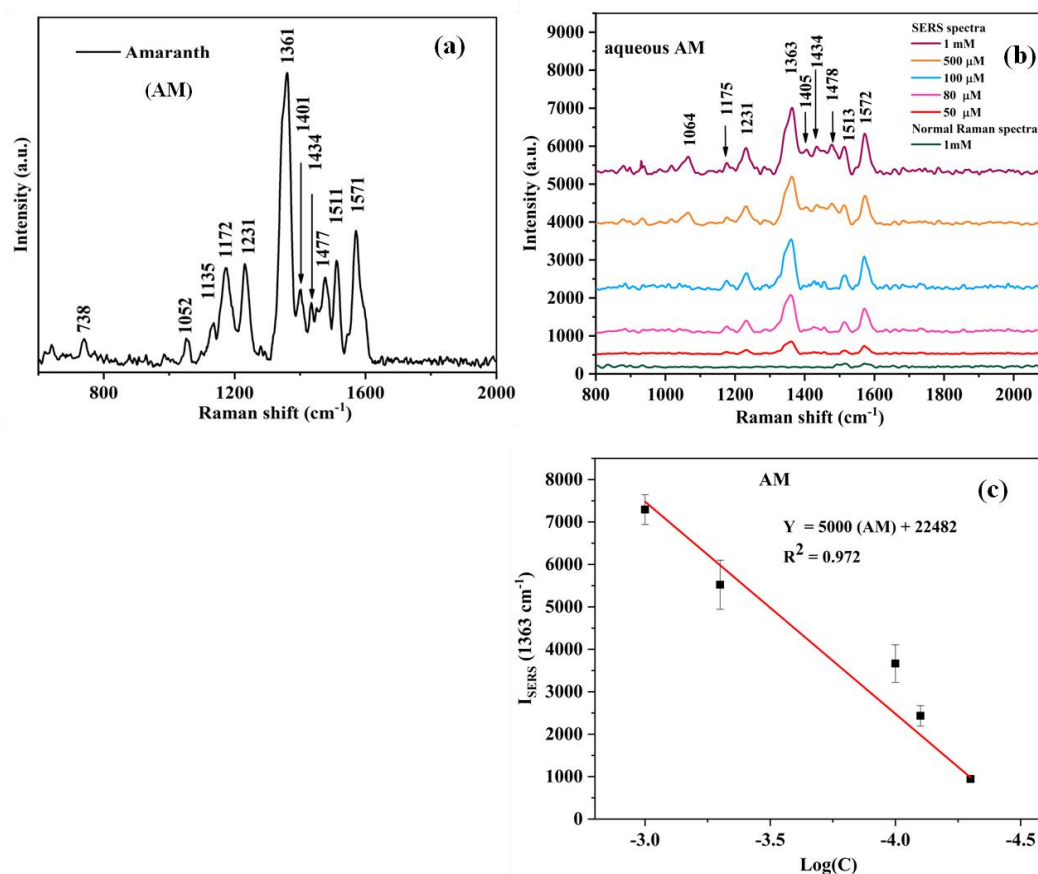 (a)
Amaranth
(AM)
1361
1401
1434
738
1052
1135
1172
1231
1477
1511
1571
Intensity (a.u.)
800
1200
1600
2000
Raman shift (cm⁻¹)
(b)
aqueous AM
SERS spectra
1 mM
500 μM
100 μM
80 μM
50 μM
Normal Raman spectra
1mM
1064
1175
1231
1363
1405
1434
1478
1513
1572
Intensity (a.u.)
9000
8000
7000
6000
5000
4000
3000
2000
1000
0
800
1000
1200
1400
1600
1800
2000
Raman shift (cm⁻¹)
(c)
AM
Y = 5000 (AM) + 22482
R² = 0.972
I_SERS (1363 cm⁻¹)
8000
7000
6000
5000
4000
3000
2000
1000
0
-3.0
-3.5
-4.0
-4.5
Log(C)